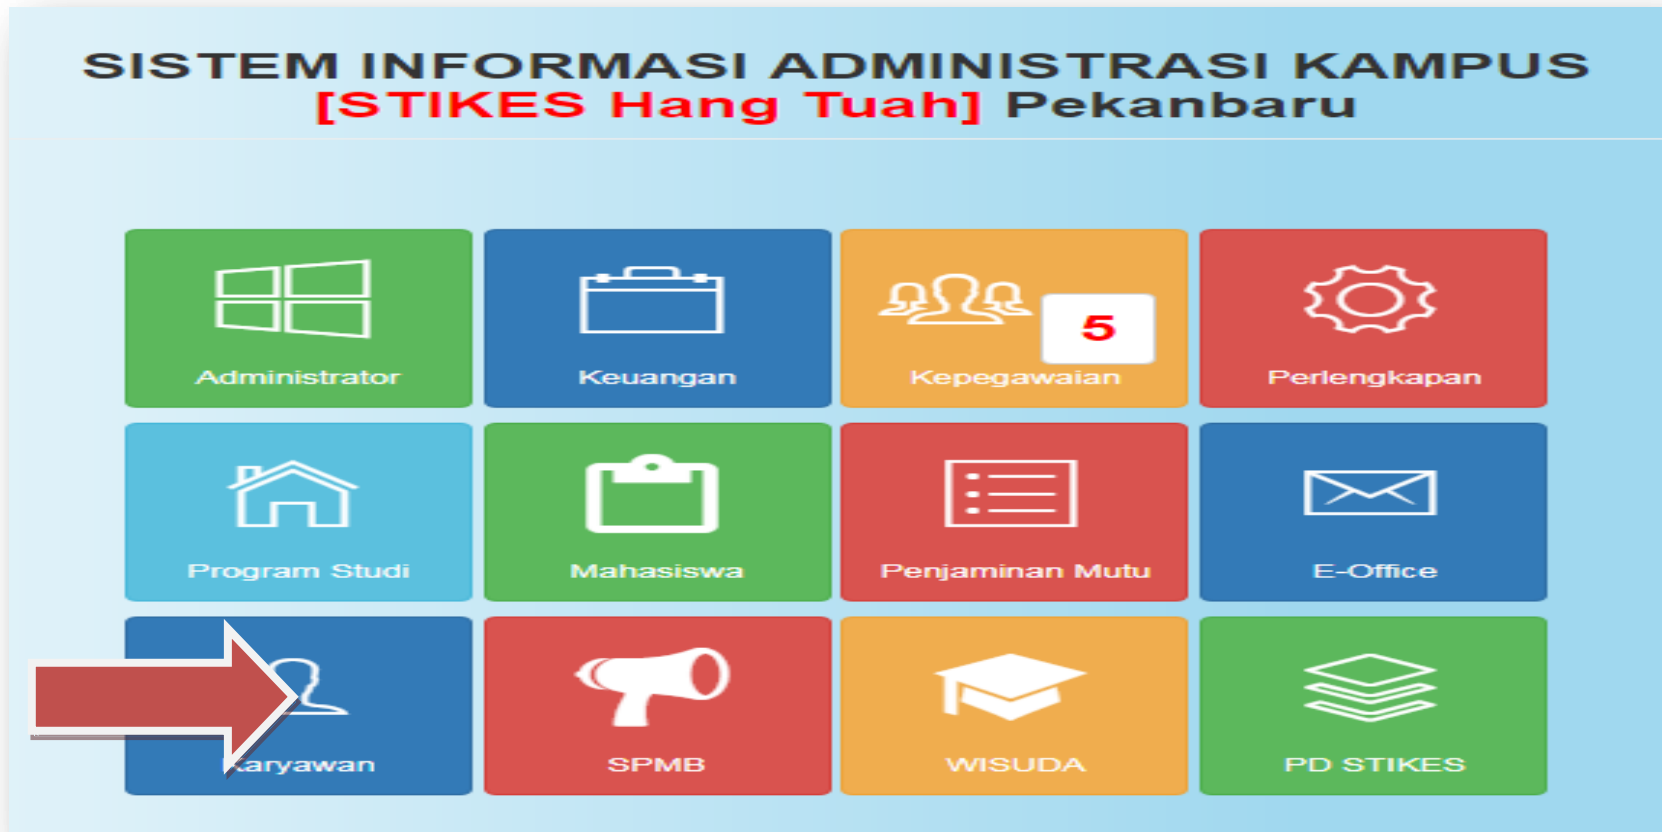 SISTEM INFORMASI ADMINISTRASI KAMPUS
[STIKES Hang Tuah] Pekanbaru
Administrator
Keuangan
5
Kepegawaian
Perlengkapan
Program Studi
Mahasiswa
Penjaminan Mutu
E-Office
Karyawan
SPMB
WISUDA
PD STIKES